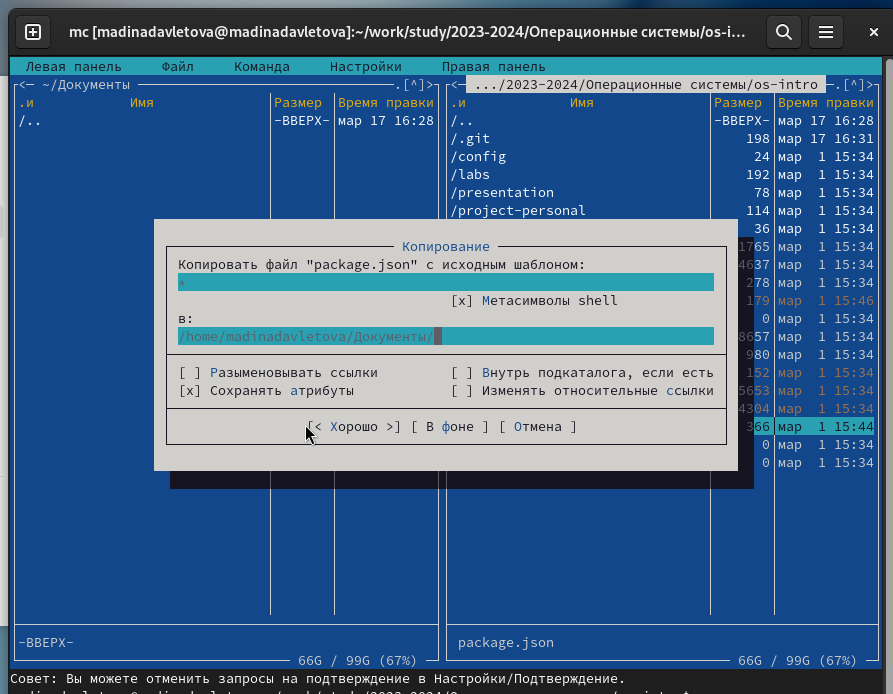 mc [madinadavletova@madinadavletova]:~/work/study/2023-2024/Операционные системы/os-i…
Левая панель Файл Команда Настройки Правая панель
<— ~/Документы .[^]> <— …/2023-2024/Операционные системы/os-intro .[^]>
.и Имя Размер Время правки .и Имя Размер Время правки
/.. -ВВЕРХ- мар 17 16:28 /.. -ВВЕРХ- мар 17 16:28
/.git 198 мар 17 16:31
/config 24 мар 1 15:34
/labs 192 мар 1 15:34
/presentation 78 мар 1 15:34
/project-personal 114 мар 1 15:34
36 мар 1 15:34
Копирование 1765 мар 1 15:34
Копировать файл "package.json" с исходным шаблоном: 4637 мар 1 15:34
* 278 мар 1 15:34
[x] Метасимволы shell 179 мар 1 15:46
в: 0 мар 1 15:34
/home/madinadavletova/Документы/ 8657 мар 1 15:34
980 мар 1 15:34
[ ] Разыменовывать ссылки [ ] Внутрь подкаталога, если есть 152 мар 1 15:34
[x] Сохранять атрибуты [ ] Изменять относительные ссылки 5653 мар 1 15:34
4304 мар 1 15:34
[< Хорошо >] [ В фоне ] [ Отмена ] 366 мар 1 15:44
0 мар 1 15:34
0 мар 1 15:34
-ВВЕРХ- package.json
66G / 99G (67%) 66G / 99G (67%)
Совет: Вы можете отменить запросы на подтверждение в Настройки/Подтверждение.